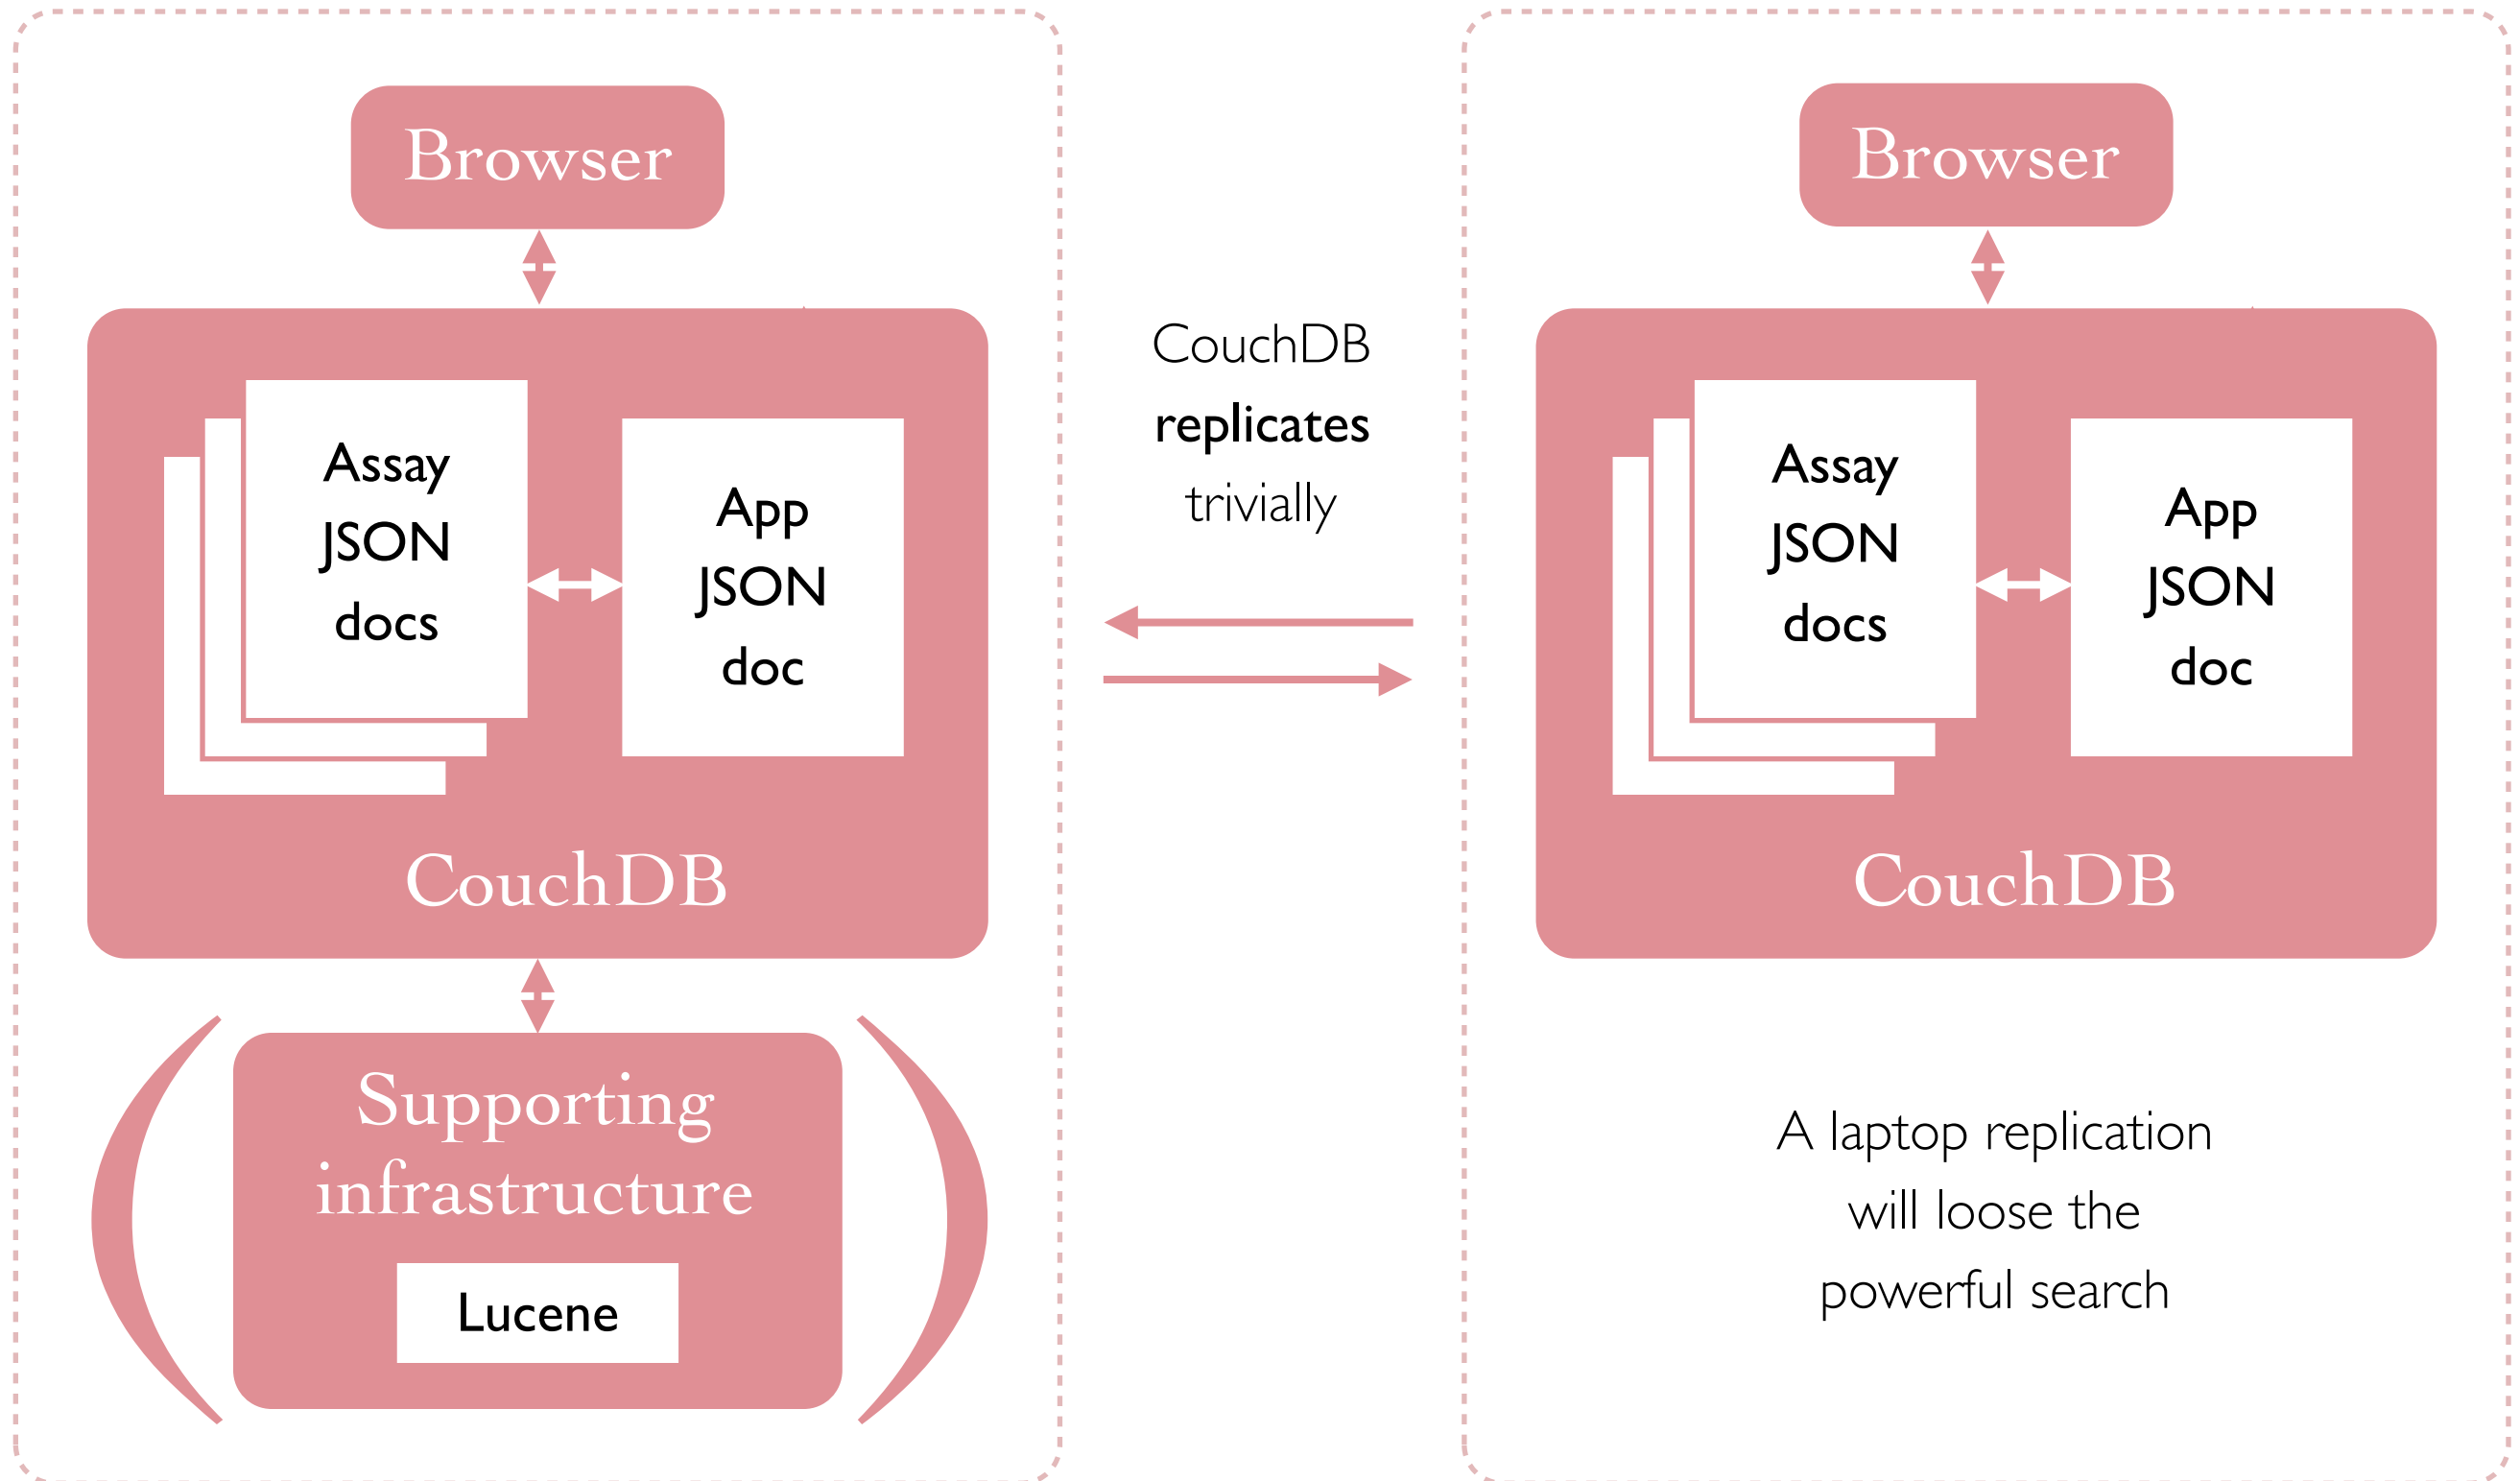 Browser
Assay
JSON
docs
App
JSON
doc
CouchDB
Supporting
infrastructure
Lucene
CouchDB
replicates
trivially
Browser
Assay
JSON
docs
App
JSON
doc
CouchDB
A laptop replication
will loose the
powerful search